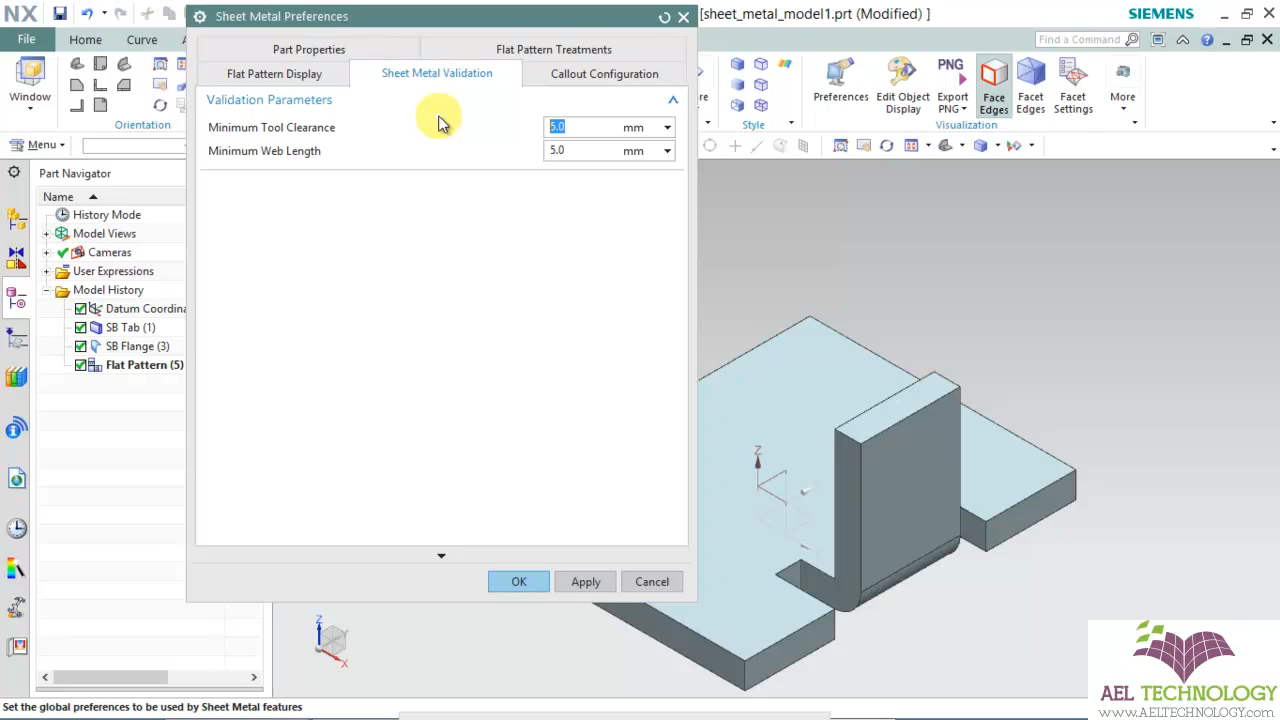 NX
Window
Sheet Metal Preferences
[sheet_metal_model1.prt (Modified) ]
SIEMENS
File
Home
Curve
Find a Command
Window
Orientation
Style
Preferences
Edit Object
Display
PNG
Export
PNG
Face
Edges
Facet
Edges
Facet
Settings
More
Visualization
Menu
Part Properties
Flat Pattern Treatments
Flat Pattern Display
Sheet Metal Validation
Callout Configuration
Validation Parameters
Minimum Tool Clearance
5.0
mm
Minimum Web Length
5.0
mm
OK
Apply
Cancel
Part Navigator
Name
History Mode
Model Views
Cameras
User Expressions
Model History
Datum Coordina
SB Tab (1)
SB Flange (3)
Flat Pattern (5)
Z
Z
X
Set the global preferences to be used by Sheet Metal features
AEL TECHNOLOGY
www.AELTECHNOLOGY.com